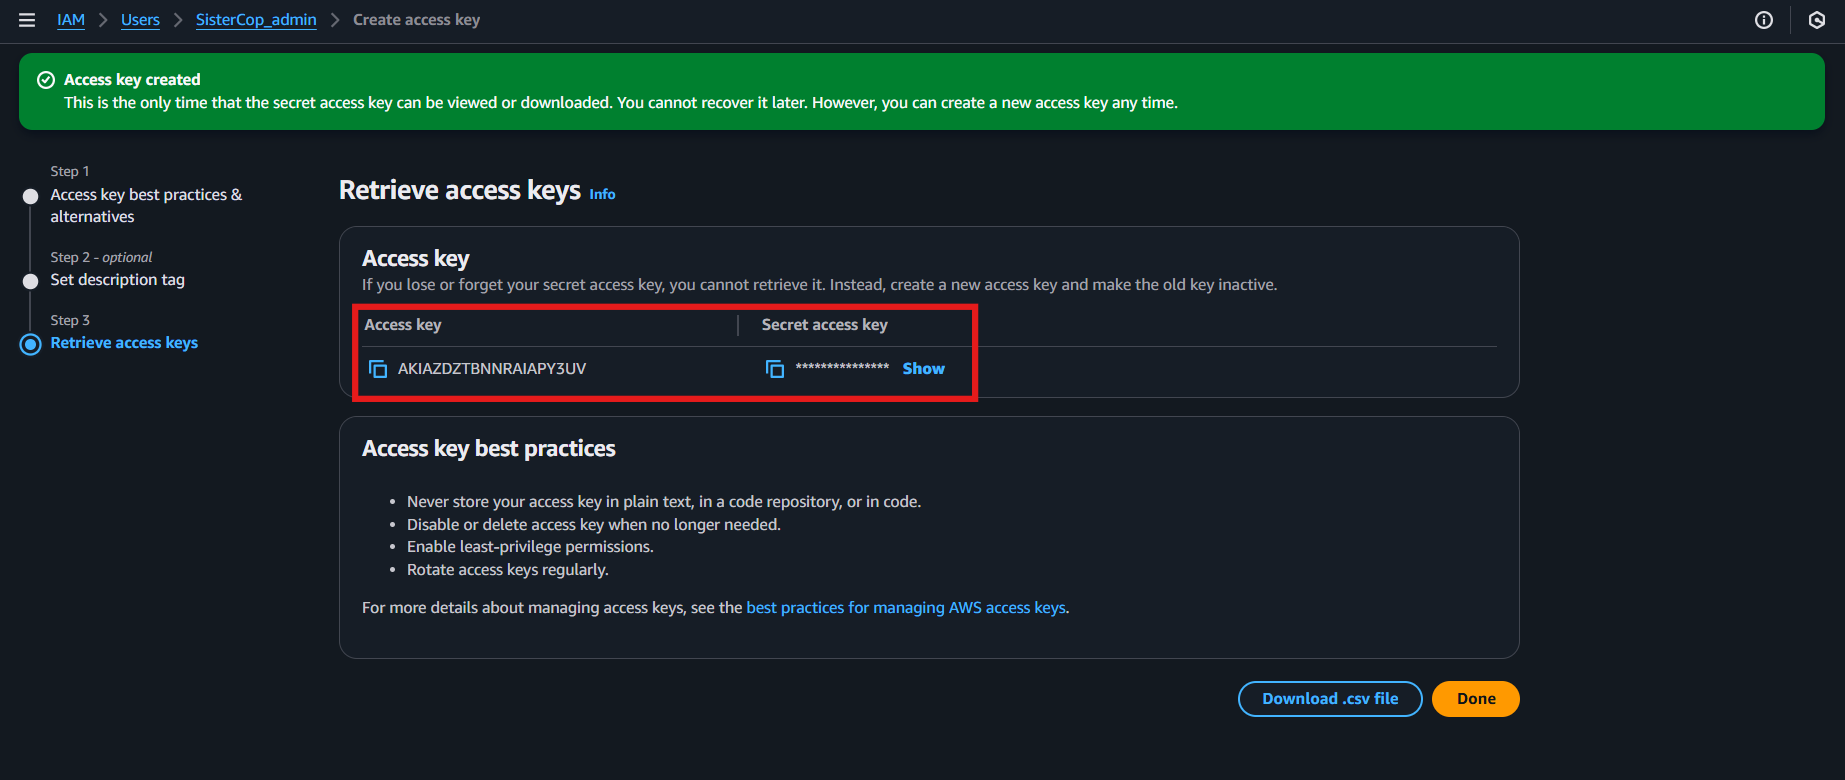 IAM > Users > SisterCop_admin > Create access key
Access key created
This is the only time that the secret access key can be viewed or downloaded. You cannot recover it later. However, you can create a new access key any time.
Step 1
Access key best practices &
alternatives
Step 2 - optional
Set description tag
Step 3
Retrieve access keys
Retrieve access keys Info
Access key
If you lose or forget your secret access key, you cannot retrieve it. Instead, create a new access key and make the old key inactive.
Access key Secret access key
AKIAZDZTBNNRAIAPY3UV *************** Show
Access key best practices
• Never store your access key in plain text, in a code repository, or in code.
• Disable or delete access key when no longer needed.
• Enable least-privilege permissions.
• Rotate access keys regularly.
For more details about managing access keys, see the best practices for managing AWS access keys.
Download .csv file Done